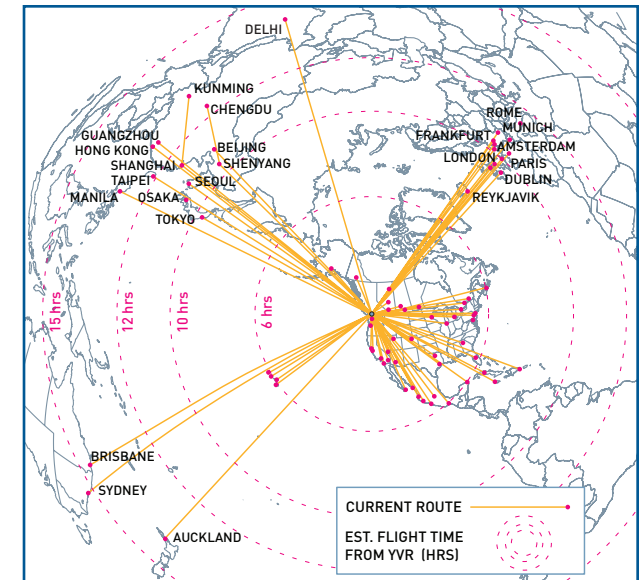 DELHI
KUNMING
CHENGDU
ROME
MUNICH
FRANKFURT
AMSTERDAM
GUANGZHOU
HONG KONG
BEIJING
SHANGHAI
SHENYANG
LONDON
PARIS
TAIPEI
SEOUL
DUBLIN
MANILA
OSAKA
REYKJAVIK
TOKYO
15 hrs
12 hrs
10 hrs
6 hrs
BRISBANE
SYDNEY
AUCKLAND
CURRENT ROUTE
EST. FLIGHT TIME
FROM YVR (HRS)